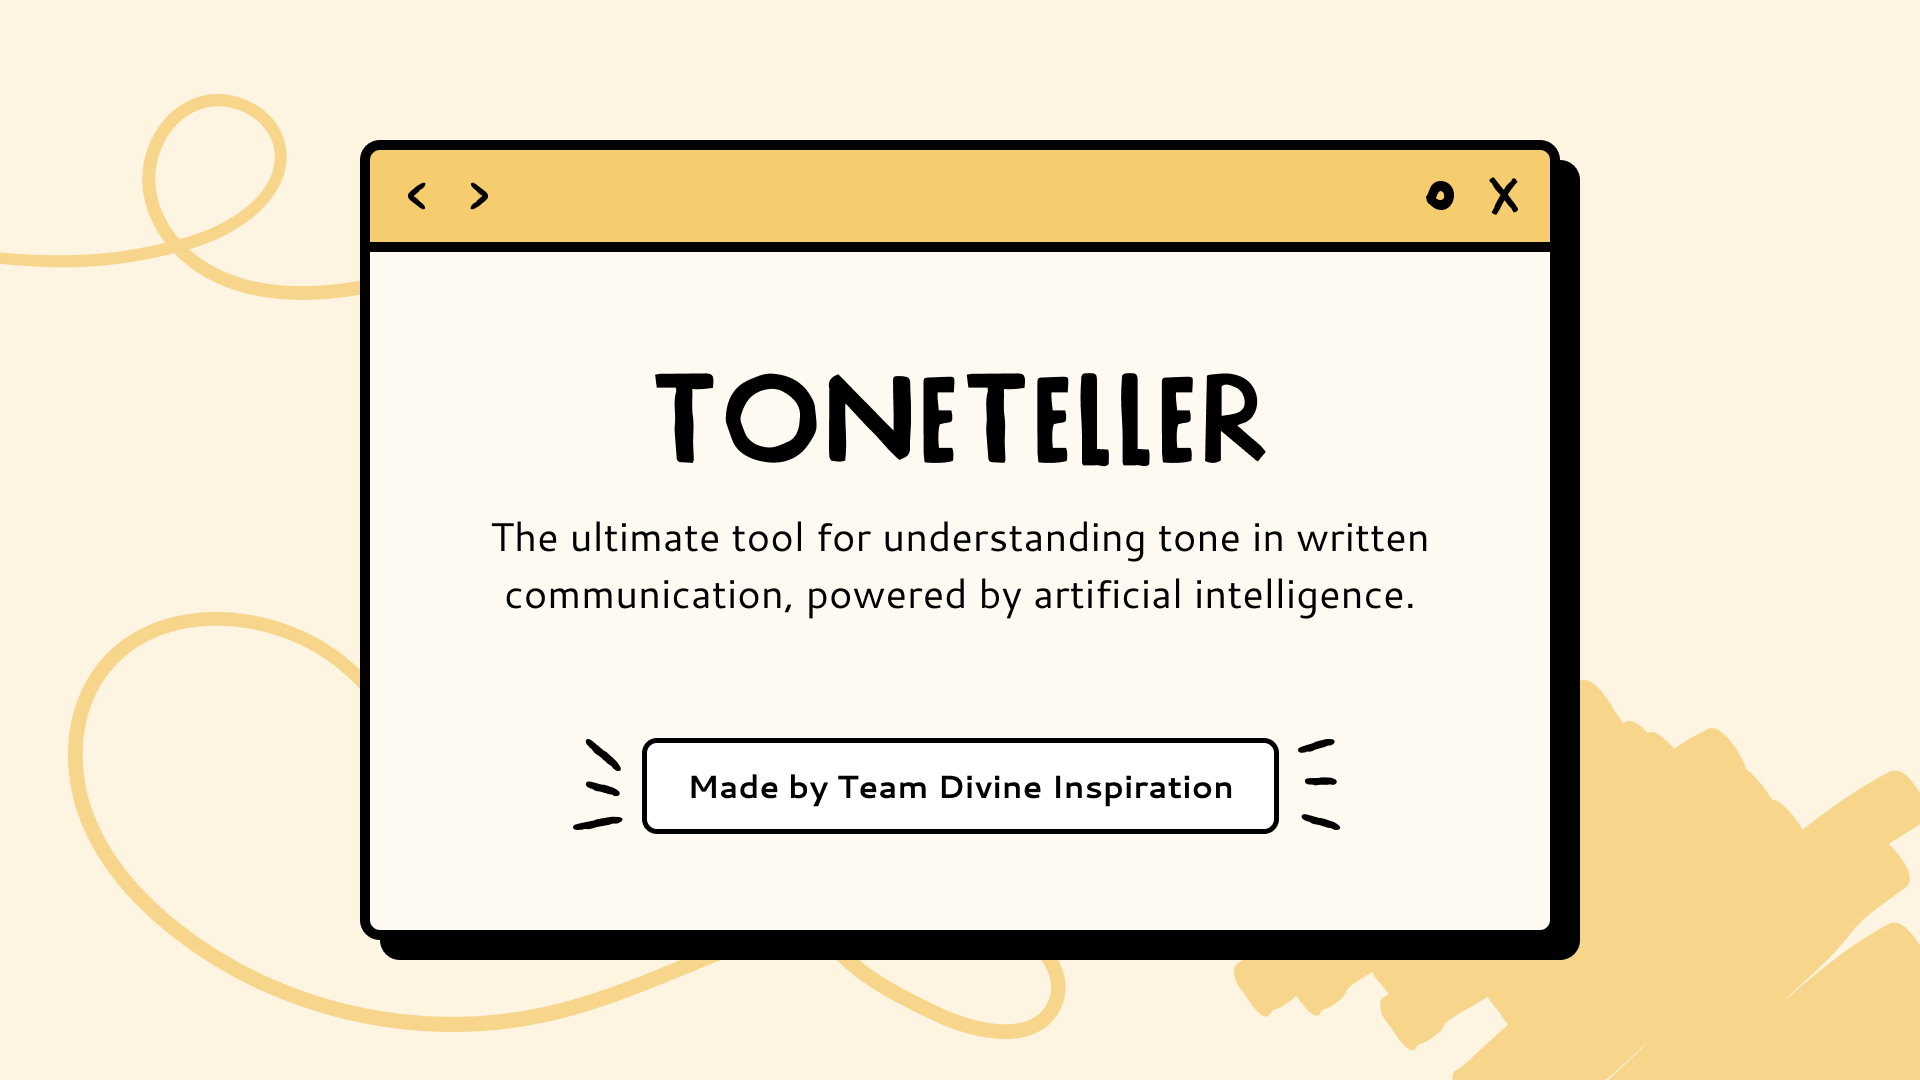 TONETELLER
The ultimate tool for understanding tone in written
communication, powered by artificial intelligence.
Made by Team Divine Inspiration